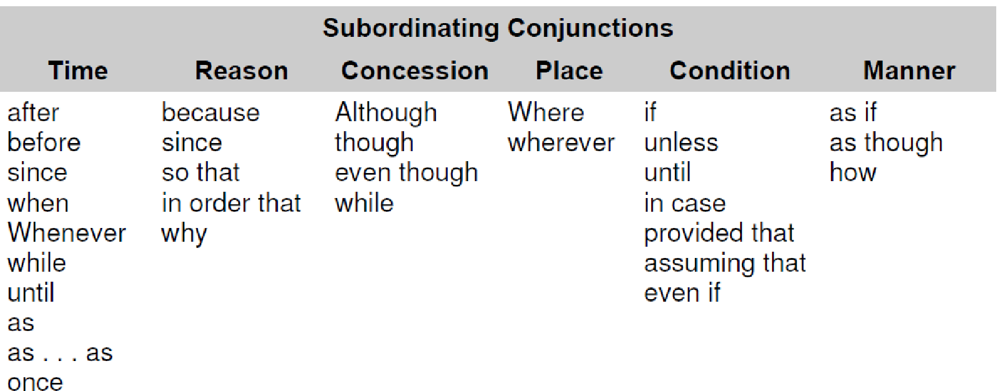 Subordinating Conjunctions
Time Reason Concession Place Condition Manner
after because Although Where if as if
before since though wherever unless as though
since so that even though until how
when in order that while in case
Whenever why provided that
while assuming that
until even if
as
as . . . as
once